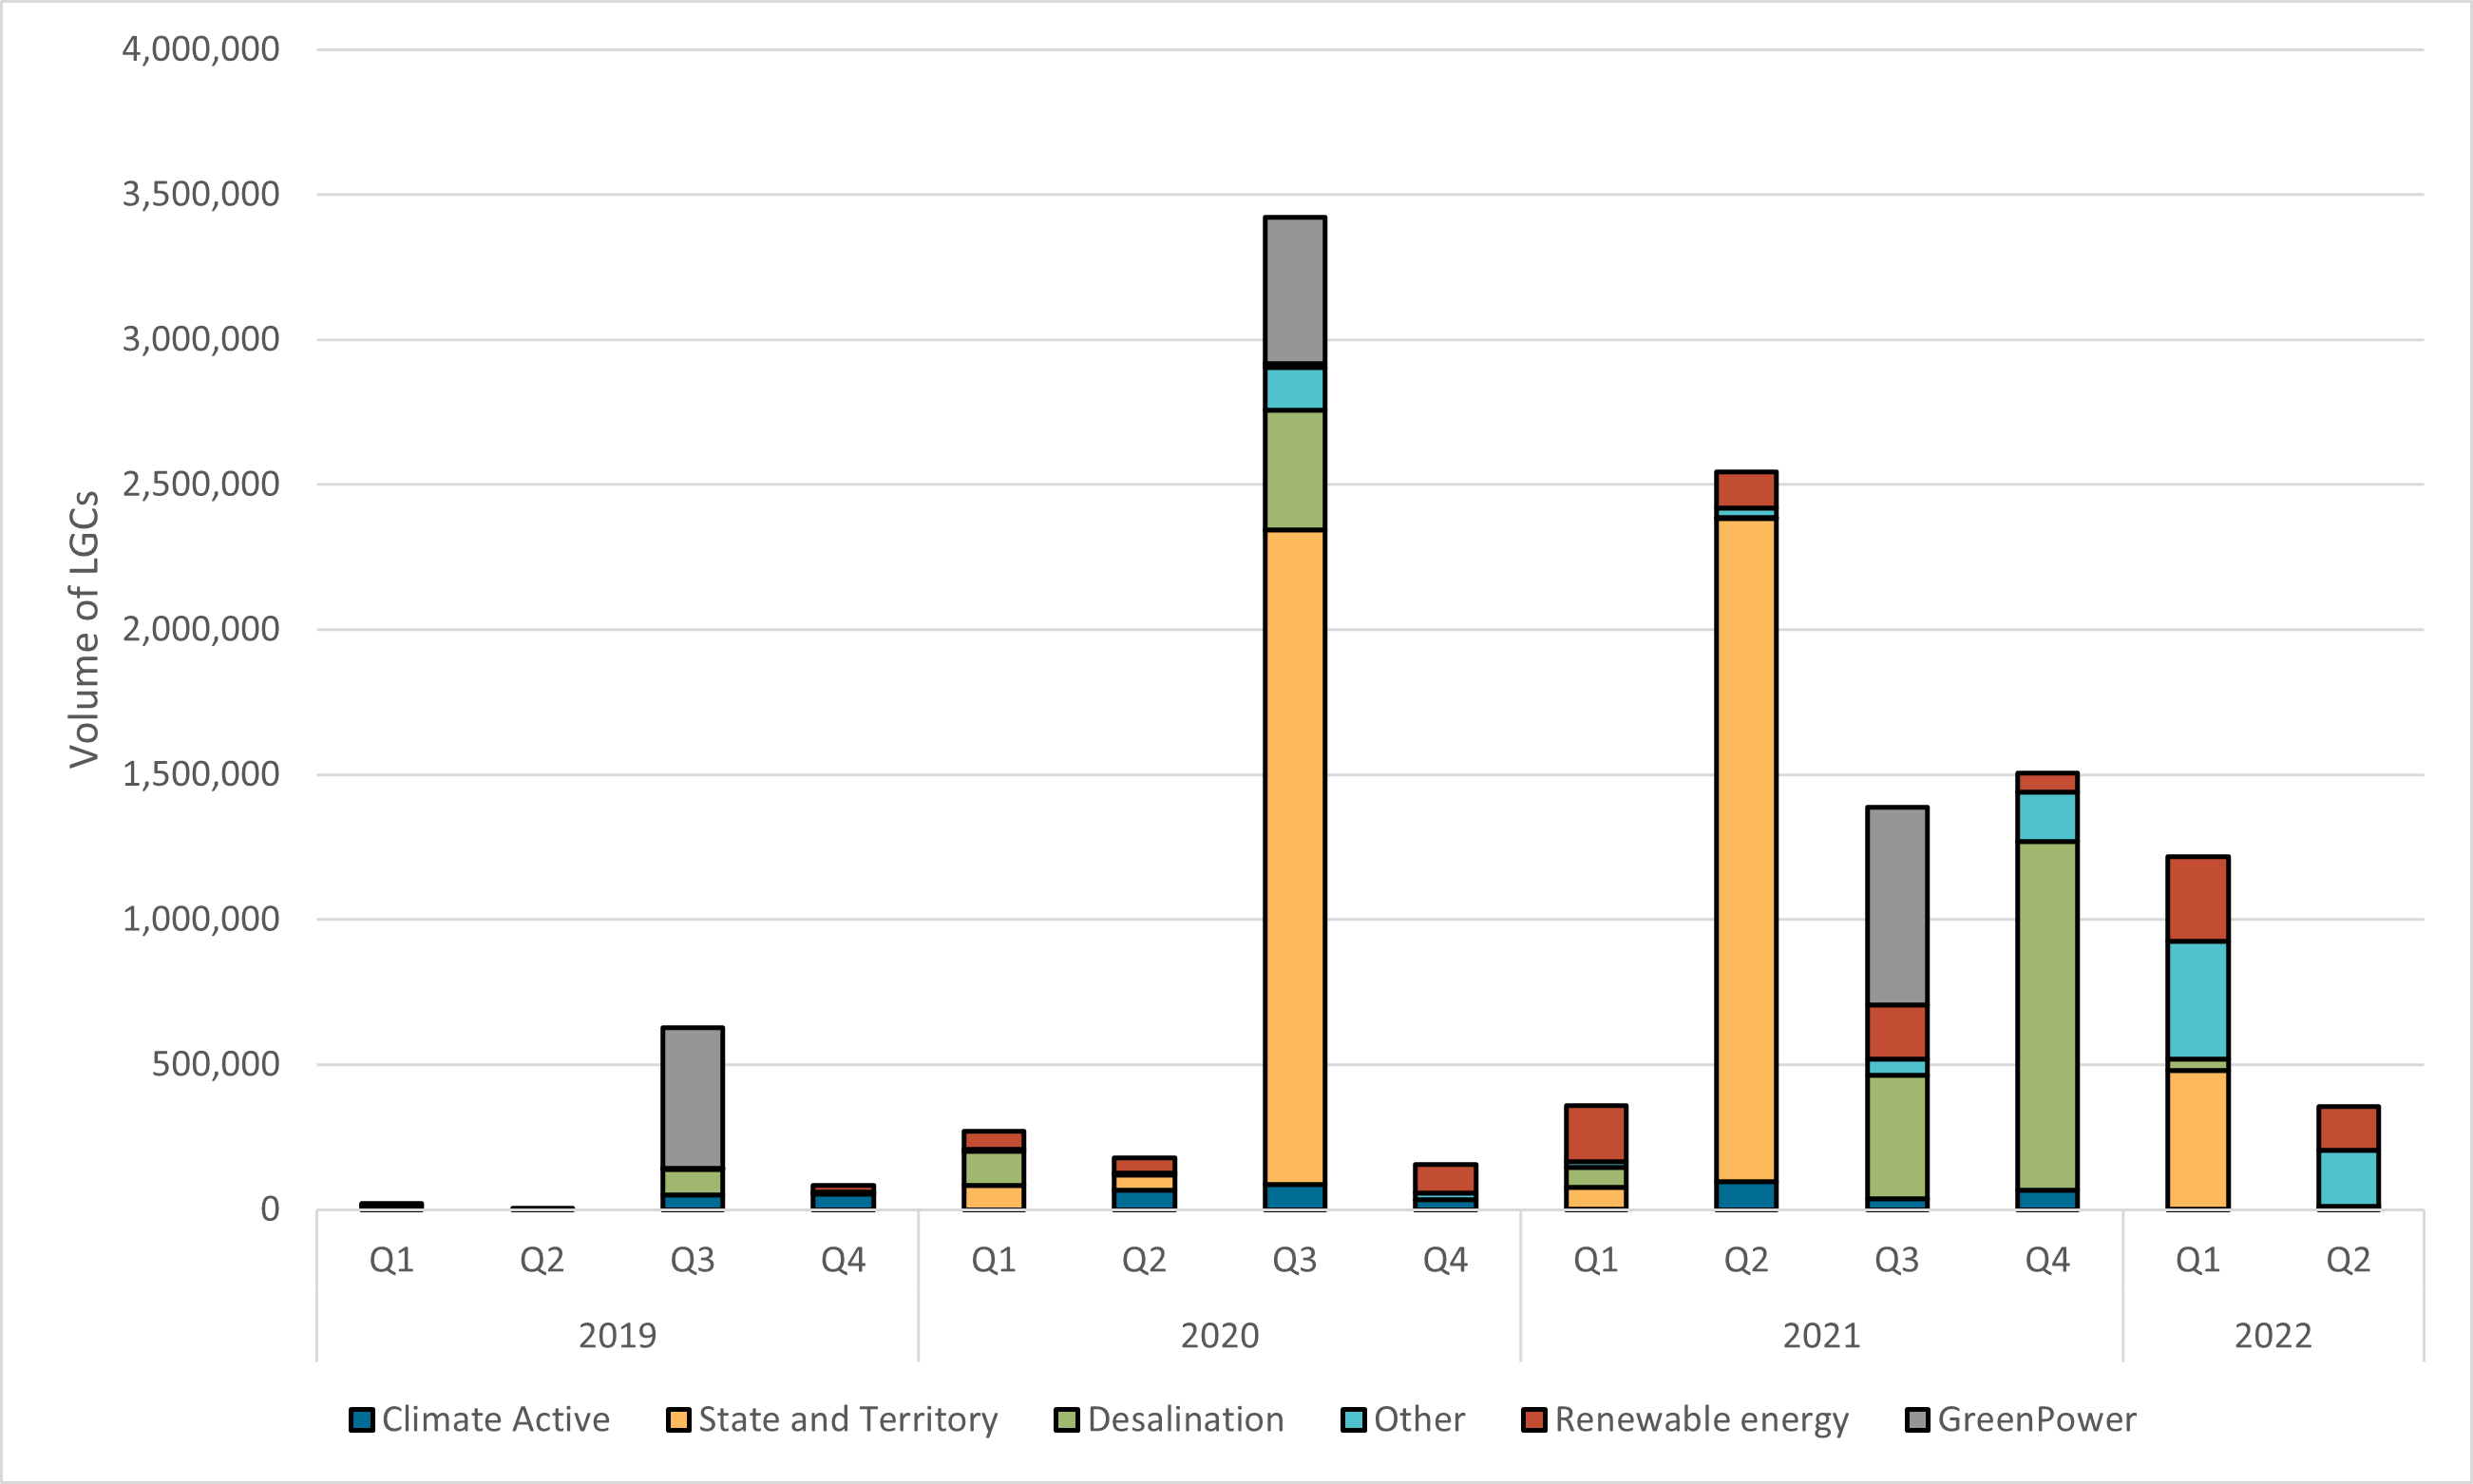 4,000,000
3,500,000
3,000,000
2,500,000
2,000,000
1,500,000
1,000,000
500,000
0
Volume of LGCs
Q1 Q2 Q3 Q4 Q1 Q2 Q3 Q4 Q1 Q2 Q3 Q4 Q1 Q2
2019 2020 2021 2022
Climate Active State and Territory Desalination Other Renewable energy GreenPower